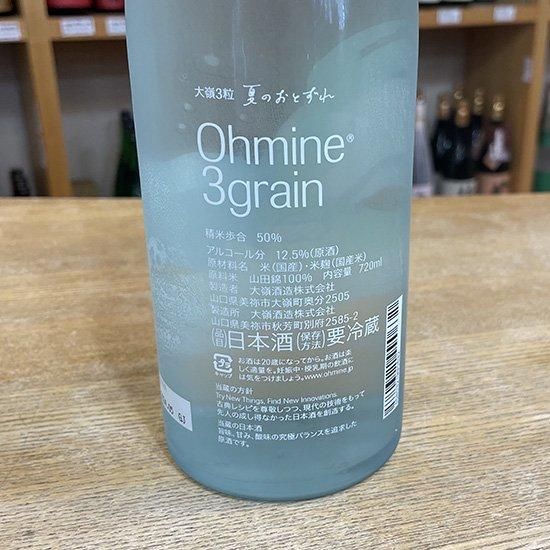 大嶺3粒 夏のおとずれ
Ohmine®
3grain
精米歩合 50%
アルコール分 12.5%(原酒)
原材料名 米(国産)・米麹(国産米)
原料米 山田錦100% 内容量 720ml
製造者 大嶺酒造株式会社
山口県美祢市大嶺町奥分2505
製造所 大嶺酒造株式会社
山口県美祢市秋芳町別府2585-2
(品目)日本酒(保存方法)要冷蔵
お酒は20歳になってから。お酒は楽
しく適量を。妊娠中・授乳期の飲酒に
は気をつけましょう。www.ohmine.jp
キャップ
当蔵の方針
Try New Things, Find New Innovations.
古典レシピを尊敬しつつ、現代の技術をもって
先人の成し得なかった日本酒を創造する。
当蔵の日本酒
旨味、甘み、酸味の究極バランスを追求した
原酒です。